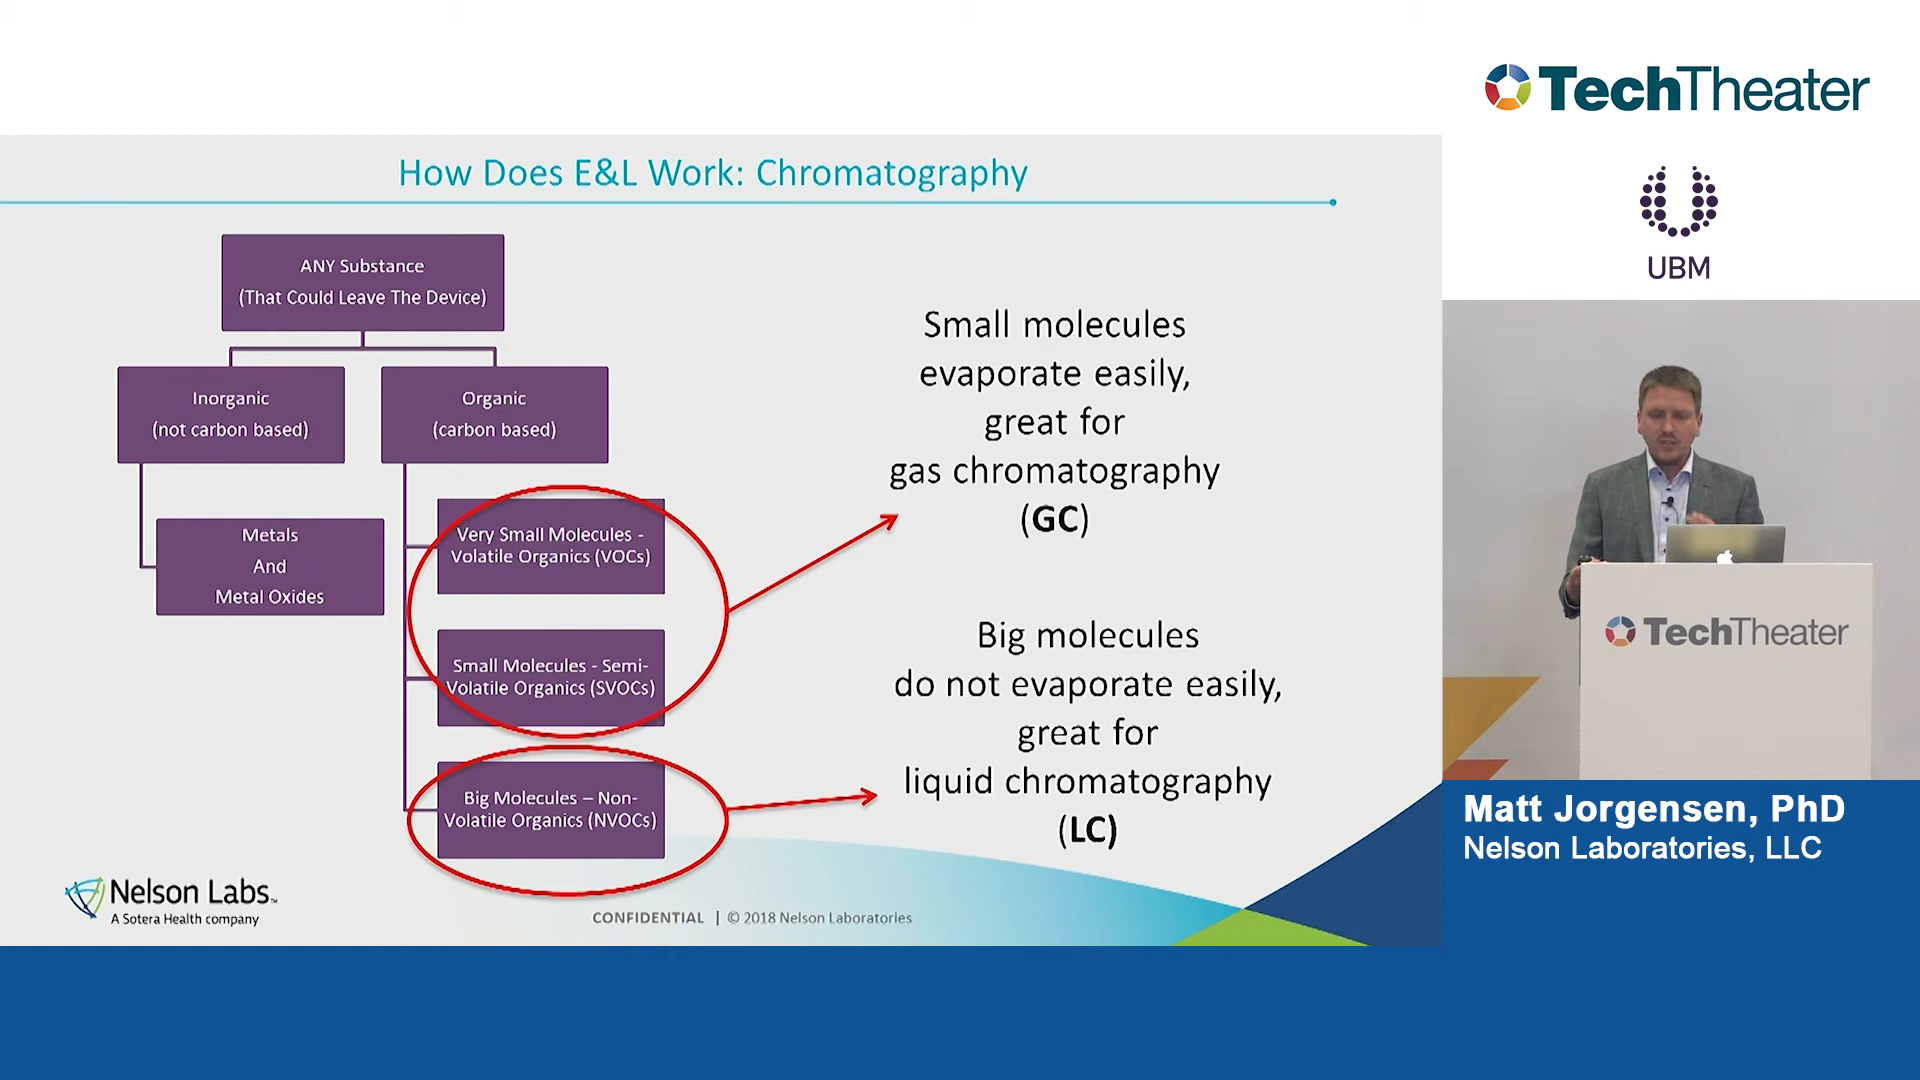 TechTheater
UBM
How Does E&L Work: Chromatography
ANY Substance
(That Could Leave The Device)
Inorganic
(not carbon based)
Organic
(carbon based)
Metals
And
Metal Oxides
Very Small Molecules -
Volatile Organics (VOCs)
Small Molecules - Semi-
Volatile Organics (SVOCs)
Big Molecules – Non-
Volatile Organics (NVOCs)
Small molecules
evaporate easily,
great for
gas chromatography
(GC)
Big molecules
do not evaporate easily,
great for
liquid chromatography
(LC)
Nelson Labs™
A Sotera Health company
CONFIDENTIAL | © 2018 Nelson Laboratories
TechTheater
Matt Jorgensen, PhD
Nelson Laboratories, LLC